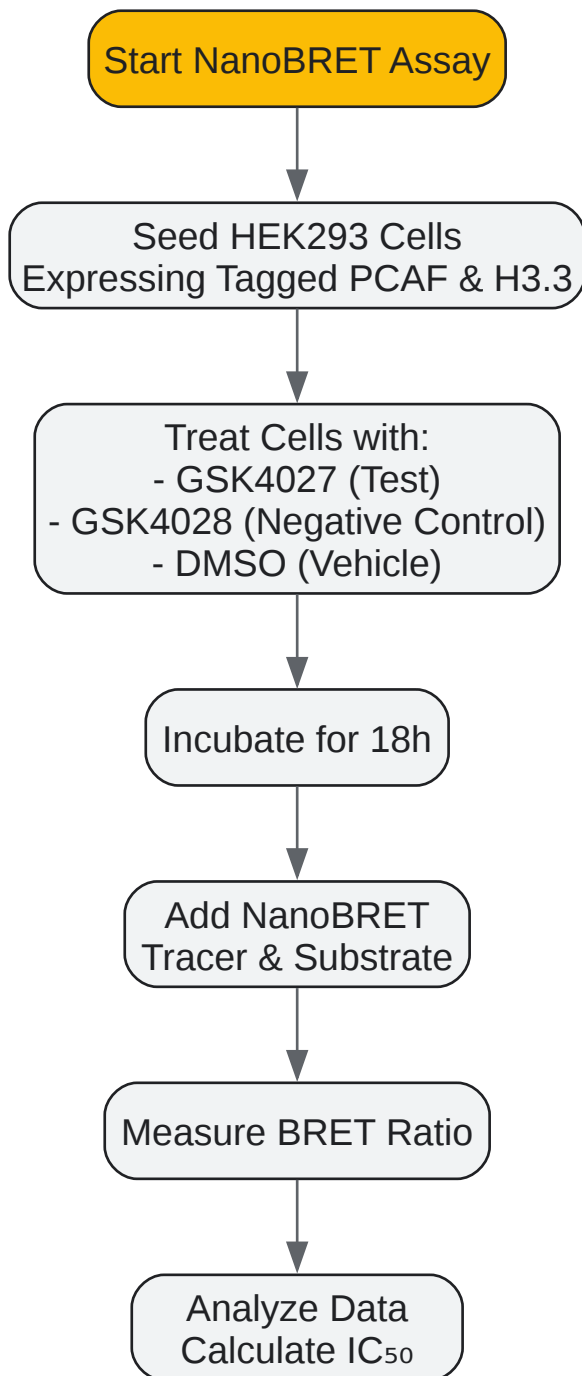 Start NanoBRET Assay
Seed HEK293 Cells
Expressing Tagged PCAF & H3.3
Treat Cells with:
- GSK4027 (Test)
- GSK4028 (Negative Control)
- DMSO (Vehicle)
Incubate for 18h
Add NanoBRET
Tracer & Substrate
Measure BRET Ratio
Analyze Data
Calculate IC₅₀